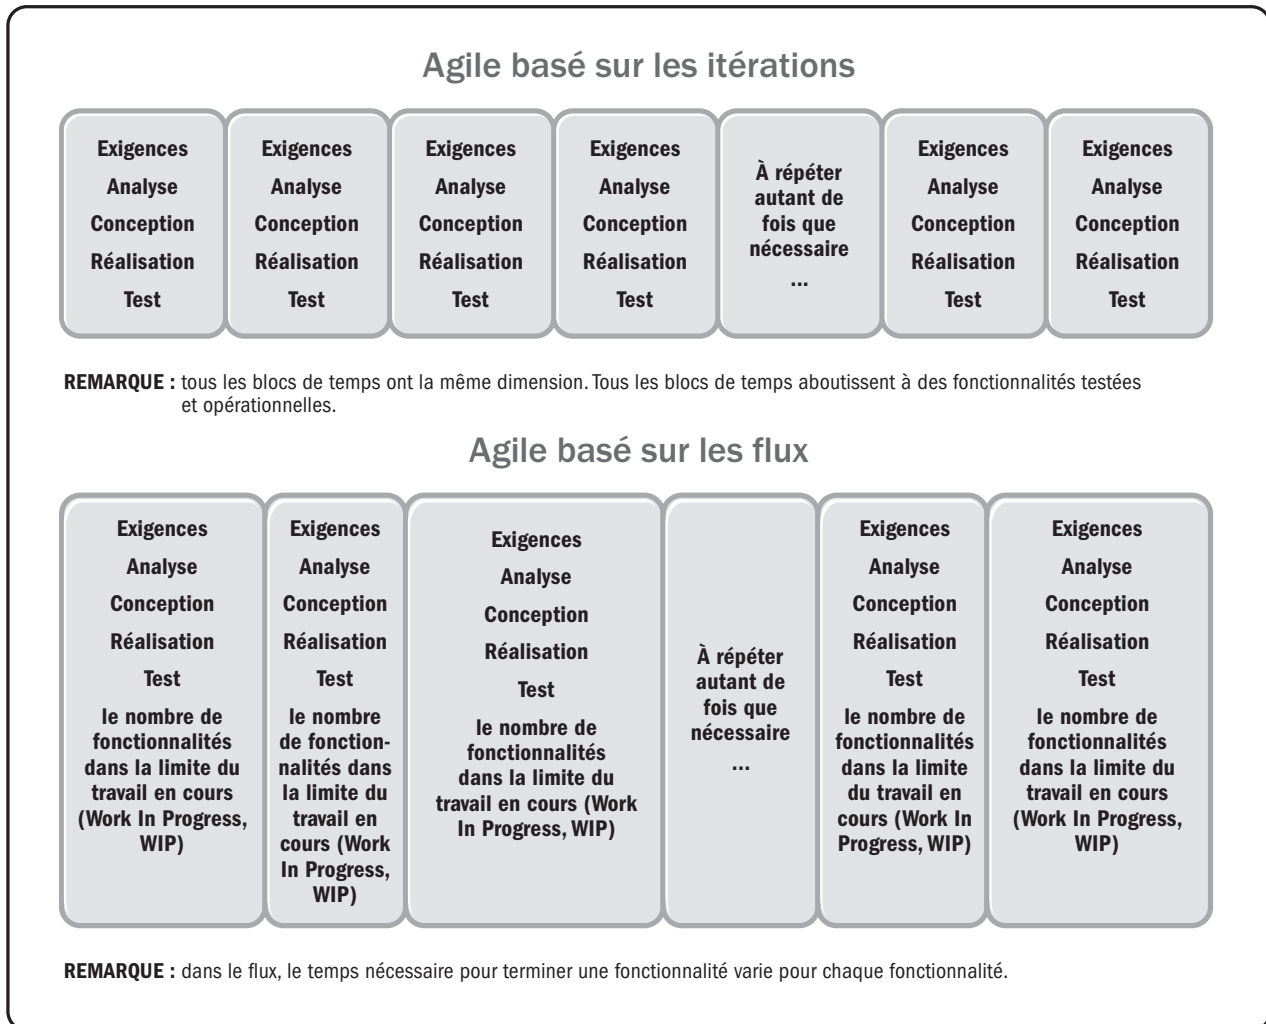 Agile basé sur les itérations
Exigences
Analyse
Conception
Réalisation
Test
Exigences
Analyse
Conception
Réalisation
Test
Exigences
Analyse
Conception
Réalisation
Test
Exigences
Analyse
Conception
Réalisation
Test
À répéter
autant de
fois que
nécessaire
...
Exigences
Analyse
Conception
Réalisation
Test
Exigences
Analyse
Conception
Réalisation
Test
REMARQUE : tous les blocs de temps ont la même dimension. Tous les blocs de temps aboutissent à des fonctionnalités testées
et opérationnelles.
Agile basé sur les flux
Exigences
Analyse
Conception
Réalisation
Test
le nombre de
fonctionnalités
dans la limite du
travail en cours
(Work In Progress,
WIP)
Exigences
Analyse
Conception
Réalisation
Test
le nombre
de fonction-
nalités dans
la limite du
travail en
cours (Work
In Progress,
WIP)
Exigences
Analyse
Conception
Réalisation
Test
le nombre de
fonctionnalités
dans la limite du
travail en cours (Work
In Progress, WIP)
À répéter
autant de
fois que
nécessaire
...
Exigences
Analyse
Conception
Réalisation
Test
le nombre de
fonctionnalités
dans la limite
du travail en
cours (Work In
Progress, WIP)
Exigences
Analyse
Conception
Réalisation
Test
le nombre de
fonctionnalités
dans la limite du
travail en cours
(Work In Progress,
WIP)
REMARQUE : dans le flux, le temps nécessaire pour terminer une fonctionnalité varie pour chaque fonctionnalité.